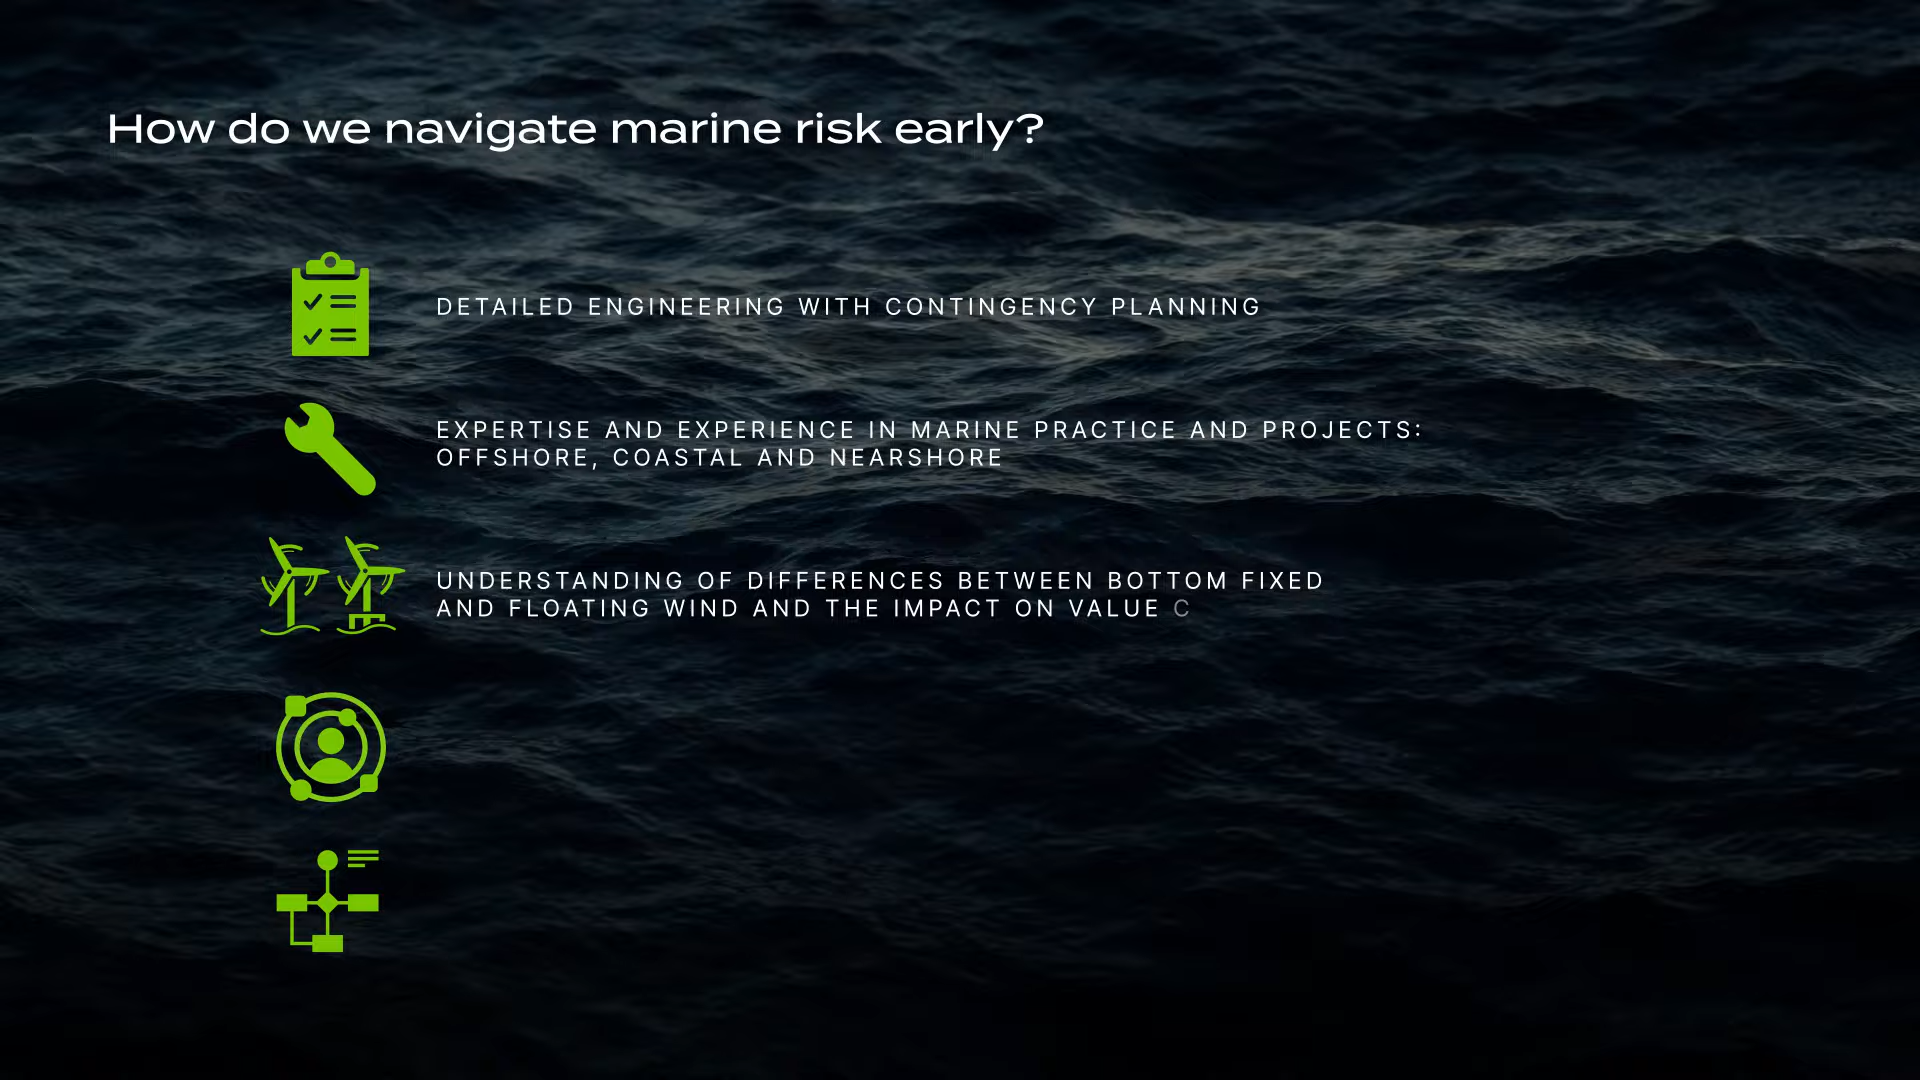 How do we navigate marine risk early?
DETAILED ENGINEERING WITH CONTINGENCY PLANNING
EXPERTISE AND EXPERIENCE IN MARINE PRACTICE AND PROJECTS:
OFFSHORE, COASTAL AND NEARSHORE
UNDERSTANDING OF DIFFERENCES BETWEEN BOTTOM FIXED
AND FLOATING WIND AND THE IMPACT ON VALUE C